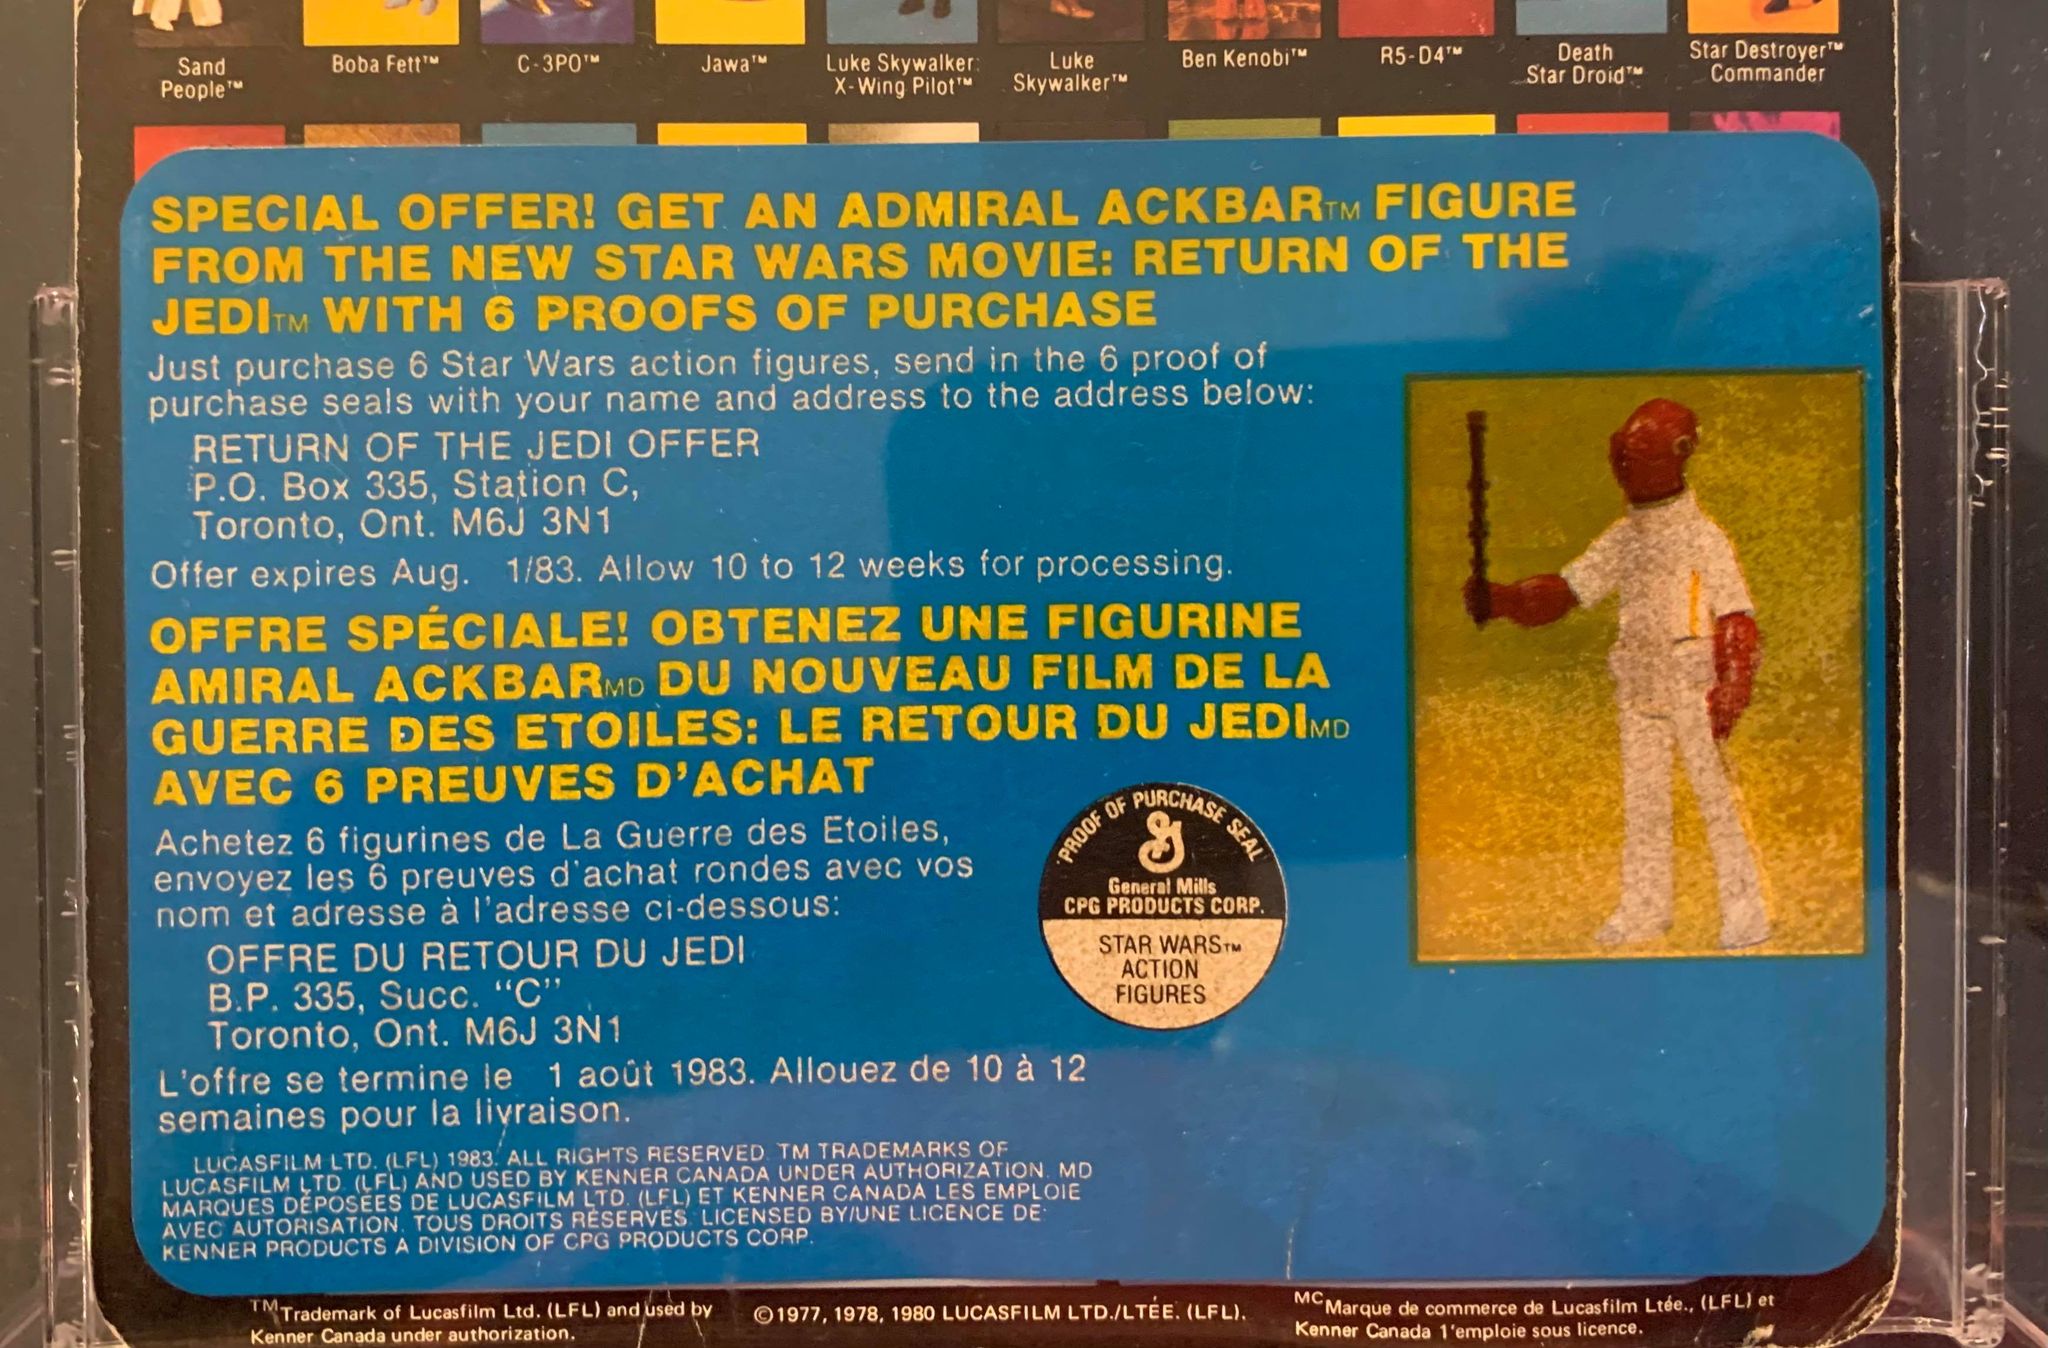 Sand People™
Boba Fett™
C-3PO™
Jawa™
Luke Skywalker: X-Wing Pilot™
Luke Skywalker™
Ben Kenobi™
R5-D4™
Death Star Droid™
Star Destroyer™ Commander
SPECIAL OFFER! GET AN ADMIRAL ACKBAR™ FIGURE
FROM THE NEW STAR WARS MOVIE: RETURN OF THE
JEDI™ WITH 6 PROOFS OF PURCHASE
Just purchase 6 Star Wars action figures, send in the 6 proof of
purchase seals with your name and address to the address below:
RETURN OF THE JEDI OFFER
P.O. Box 335, Station C,
Toronto, Ont. M6J 3N1
Offer expires Aug. 1/83. Allow 10 to 12 weeks for processing.
OFFRE SPÉCIALE! OBTENEZ UNE FIGURINE
AMIRAL ACKBAR MD DU NOUVEAU FILM DE LA
GUERRE DES ETOILES: LE RETOUR DU JEDI MD
AVEC 6 PREUVES D'ACHAT
Achetez 6 figurines de La Guerre des Etoiles,
envoyez les 6 preuves d'achat rondes avec vos
nom et adresse à l'adresse ci-dessous:
OFFRE DU RETOUR DU JEDI
B.P. 335, Succ. "C"
Toronto, Ont. M6J 3N1
L'offre se termine le 1 août 1983. Allouez de 10 à 12
semaines pour la livraison.
PROOF OF PURCHASE SEAL
G
General Mills
CPG PRODUCTS CORP.
STAR WARS™
ACTION
FIGURES
LUCASFILM LTD. (LFL) 1983. ALL RIGHTS RESERVED. TM TRADEMARKS OF
LUCASFILM LTD. (LFL) AND USED BY KENNER CANADA UNDER AUTHORIZATION. MD
MARQUES DÉPOSÉES DE LUCASFILM LTD. (LFL) ET KENNER CANADA LES EMPLOIE
AVEC AUTORISATION. TOUS DROITS RÉSERVÉS. LICENSED BY/UNE LICENCE DE:
KENNER PRODUCTS A DIVISION OF CPG PRODUCTS CORP.
™Trademark of Lucasfilm Ltd. (LFL) and used by
Kenner Canada under authorization.
©1977, 1978, 1980 LUCASFILM LTD./LTÉE. (LFL).
MC Marque de commerce de Lucasfilm Ltée., (LFL) et
Kenner Canada l'emploie sous licence.